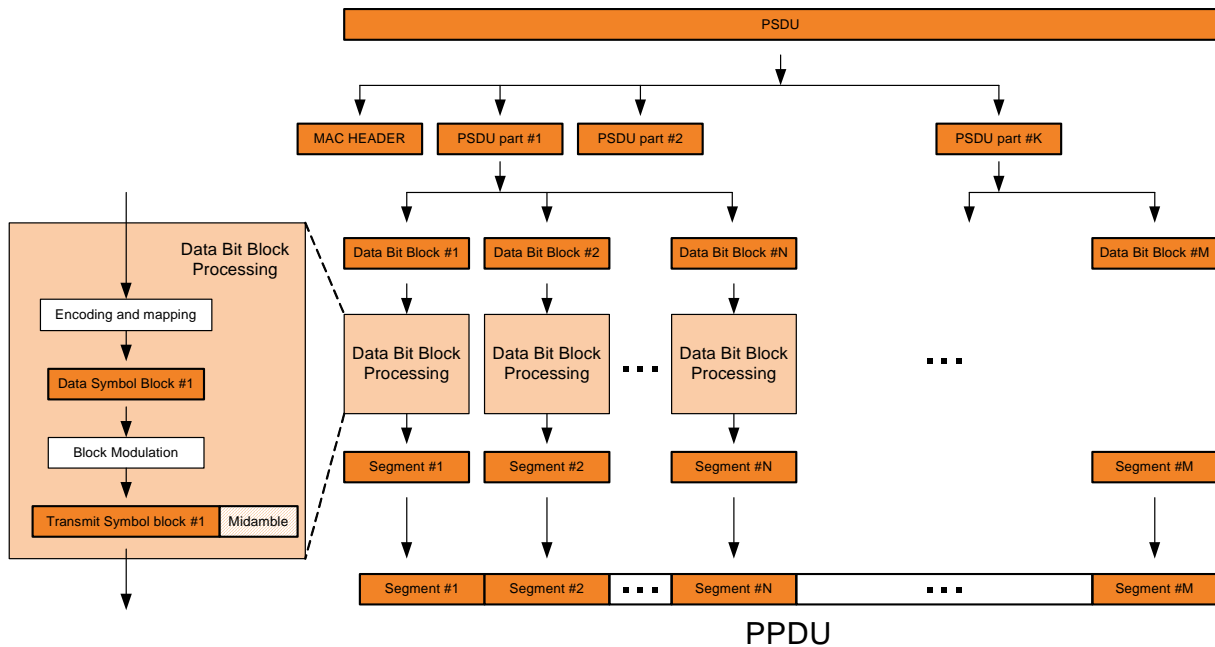 PSDU
MAC HEADER
PSDU part #1
PSDU part #2
PSDU part #K
Data Bit Block #1
Data Bit Block #2
Data Bit Block #N
Data Bit Block #M
Data Bit Block
Processing
Encoding and mapping
Data Symbol Block #1
Block Modulation
Transmit Symbol block #1
Midamble
Data Bit Block
Processing
Data Bit Block
Processing
Data Bit Block
Processing
Segment #1
Segment #2
Segment #N
Segment #M
Segment #1
Segment #2
Segment #N
Segment #M
PPDU